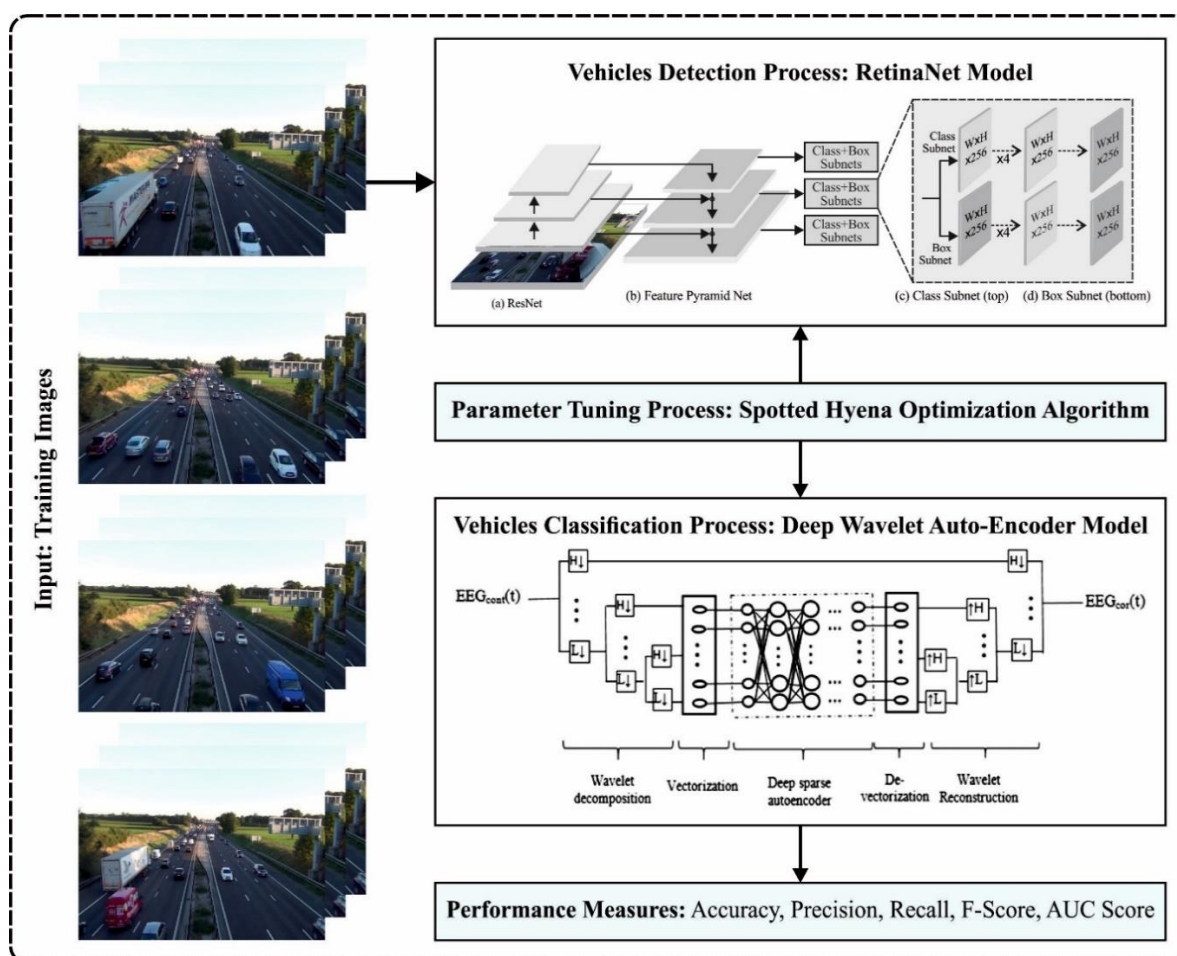 Input: Training Images
Vehicles Detection Process: RetinaNet Model
Class+Box
Subnets
Class+Box
Subnets
Class+Box
Subnets
Class
Subnet
WxH
x256
x4
WxH
x256
WxH
x256
Box
Subnet
WxH
x256
x4
WxH
x256
WxH
x256
(a) ResNet
(b) Feature Pyramid Net
(c) Class Subnet (top)
(d) Box Subnet (bottom)
Parameter Tuning Process: Spotted Hyena Optimization Algorithm
Vehicles Classification Process: Deep Wavelet Auto-Encoder Model
EEGcont(t)
H↓
L↓
H↓
L↓
H↓
L↓
↑H
↑L
↑H
↑L
H↓
L↓
EEGcor(t)
Wavelet
decomposition
Vectorization
Deep sparse
autoencoder
De-
vectorization
Wavelet
Reconstruction
Performance Measures: Accuracy, Precision, Recall, F-Score, AUC Score